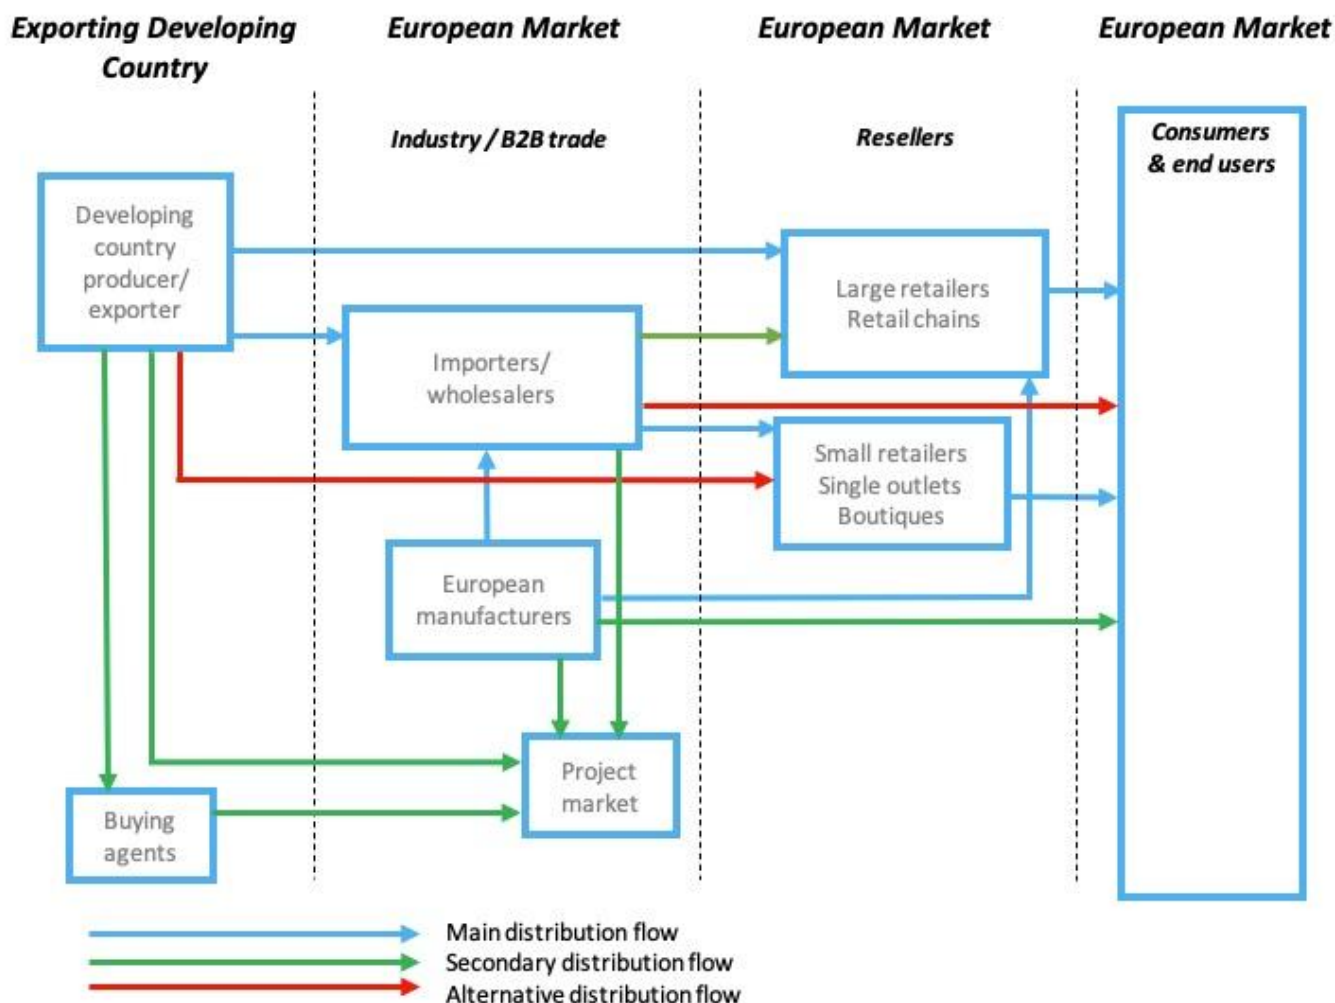 Exporting Developing
Country
European Market
European Market
European Market
Industry / B2B trade
Resellers
Consumers
& end users
Developing
country
producer/
exporter
Large retailers
Retail chains
Importers/
wholesalers
Small retailers
Single outlets
Boutiques
European
manufacturers
Project
market
Buying
agents
Main distribution flow
Secondary distribution flow
Alternative distribution flow